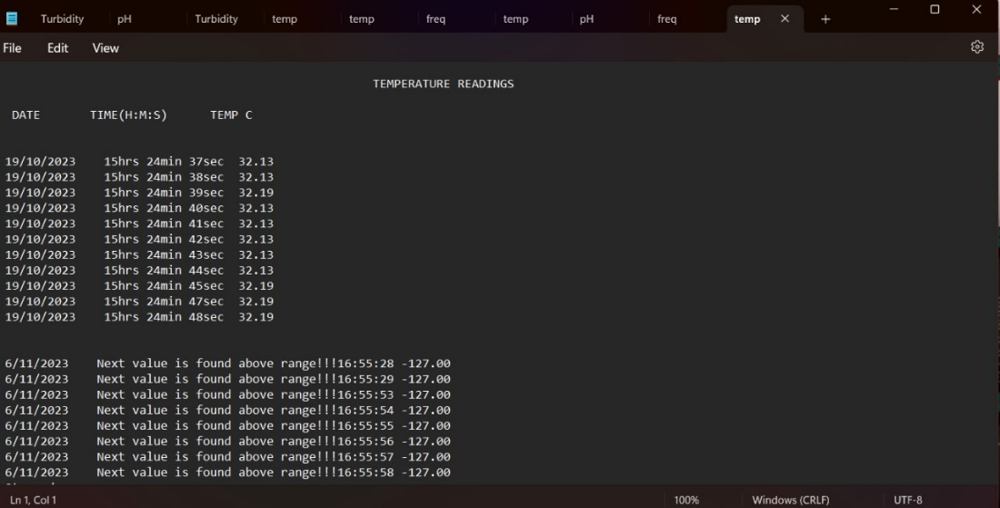 Turbidity pH Turbidity temp temp freq temp pH freq temp
File Edit View
TEMPERATURE READINGS
DATE TIME(H:M:S) TEMP C
19/10/2023 15hrs 24min 37sec 32.13
19/10/2023 15hrs 24min 38sec 32.13
19/10/2023 15hrs 24min 39sec 32.19
19/10/2023 15hrs 24min 40sec 32.13
19/10/2023 15hrs 24min 41sec 32.13
19/10/2023 15hrs 24min 42sec 32.13
19/10/2023 15hrs 24min 43sec 32.13
19/10/2023 15hrs 24min 44sec 32.13
19/10/2023 15hrs 24min 45sec 32.19
19/10/2023 15hrs 24min 47sec 32.19
19/10/2023 15hrs 24min 48sec 32.19
6/11/2023 Next value is found above range!!!16:55:28 -127.00
6/11/2023 Next value is found above range!!!16:55:29 -127.00
6/11/2023 Next value is found above range!!!16:55:53 -127.00
6/11/2023 Next value is found above range!!!16:55:54 -127.00
6/11/2023 Next value is found above range!!!16:55:55 -127.00
6/11/2023 Next value is found above range!!!16:55:56 -127.00
6/11/2023 Next value is found above range!!!16:55:57 -127.00
6/11/2023 Next value is found above range!!!16:55:58 -127.00
Ln 1, Col 1 100% Windows (CRLF) UTF-8